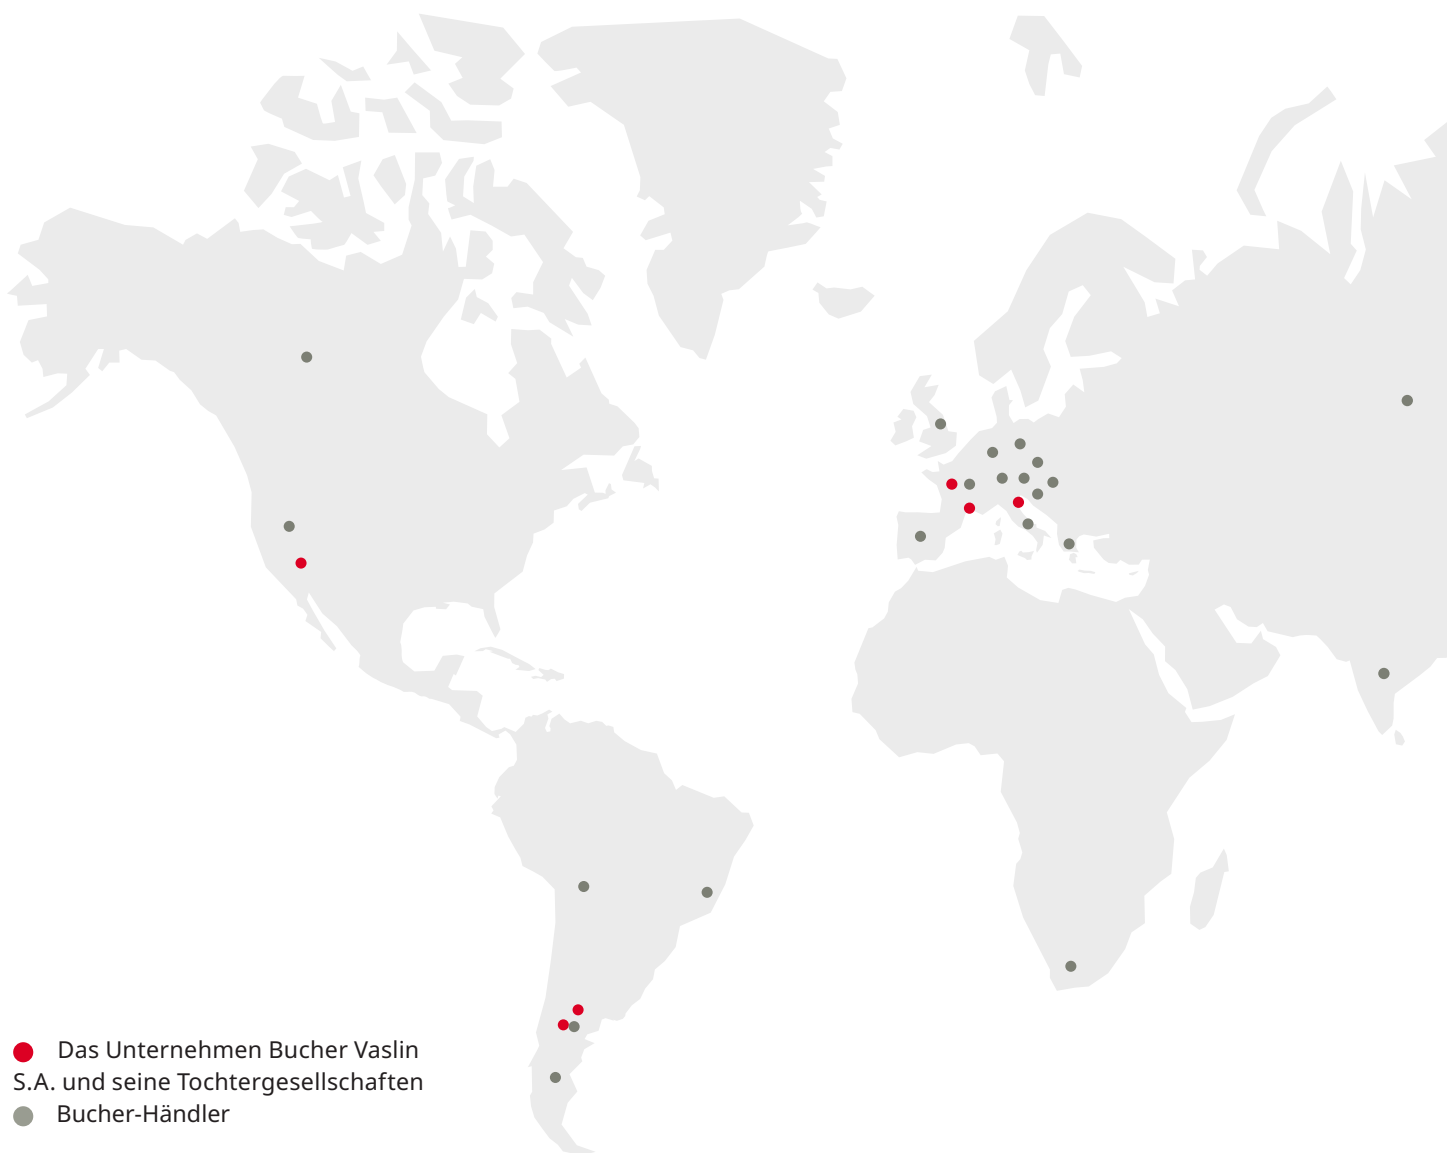 Das Unternehmen Bucher Vaslin
S.A. und seine Tochtergesellschaften
Bucher-Händler